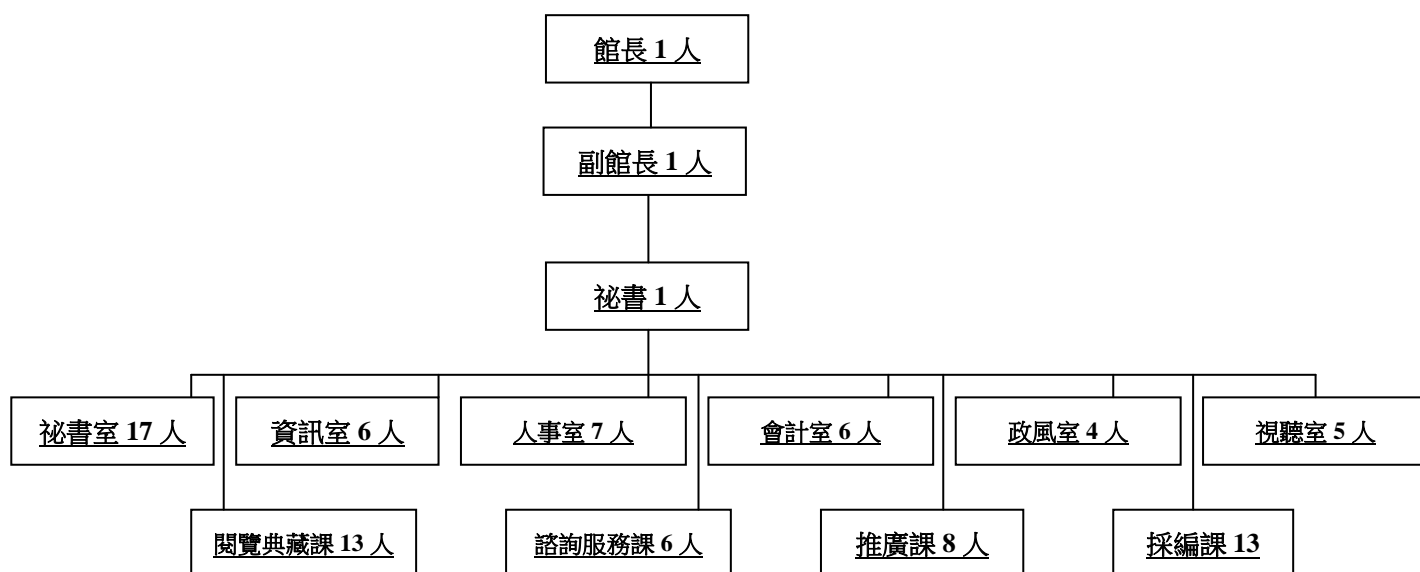 館長 1 人
副館長 1 人
祕書 1 人
祕書室 17 人
資訊室 6 人
人事室 7 人
會計室 6 人
政風室 4 人
視聽室 5 人
閱覽典藏課 13 人
諮詢服務課 6 人
推廣課 8 人
採編課 13